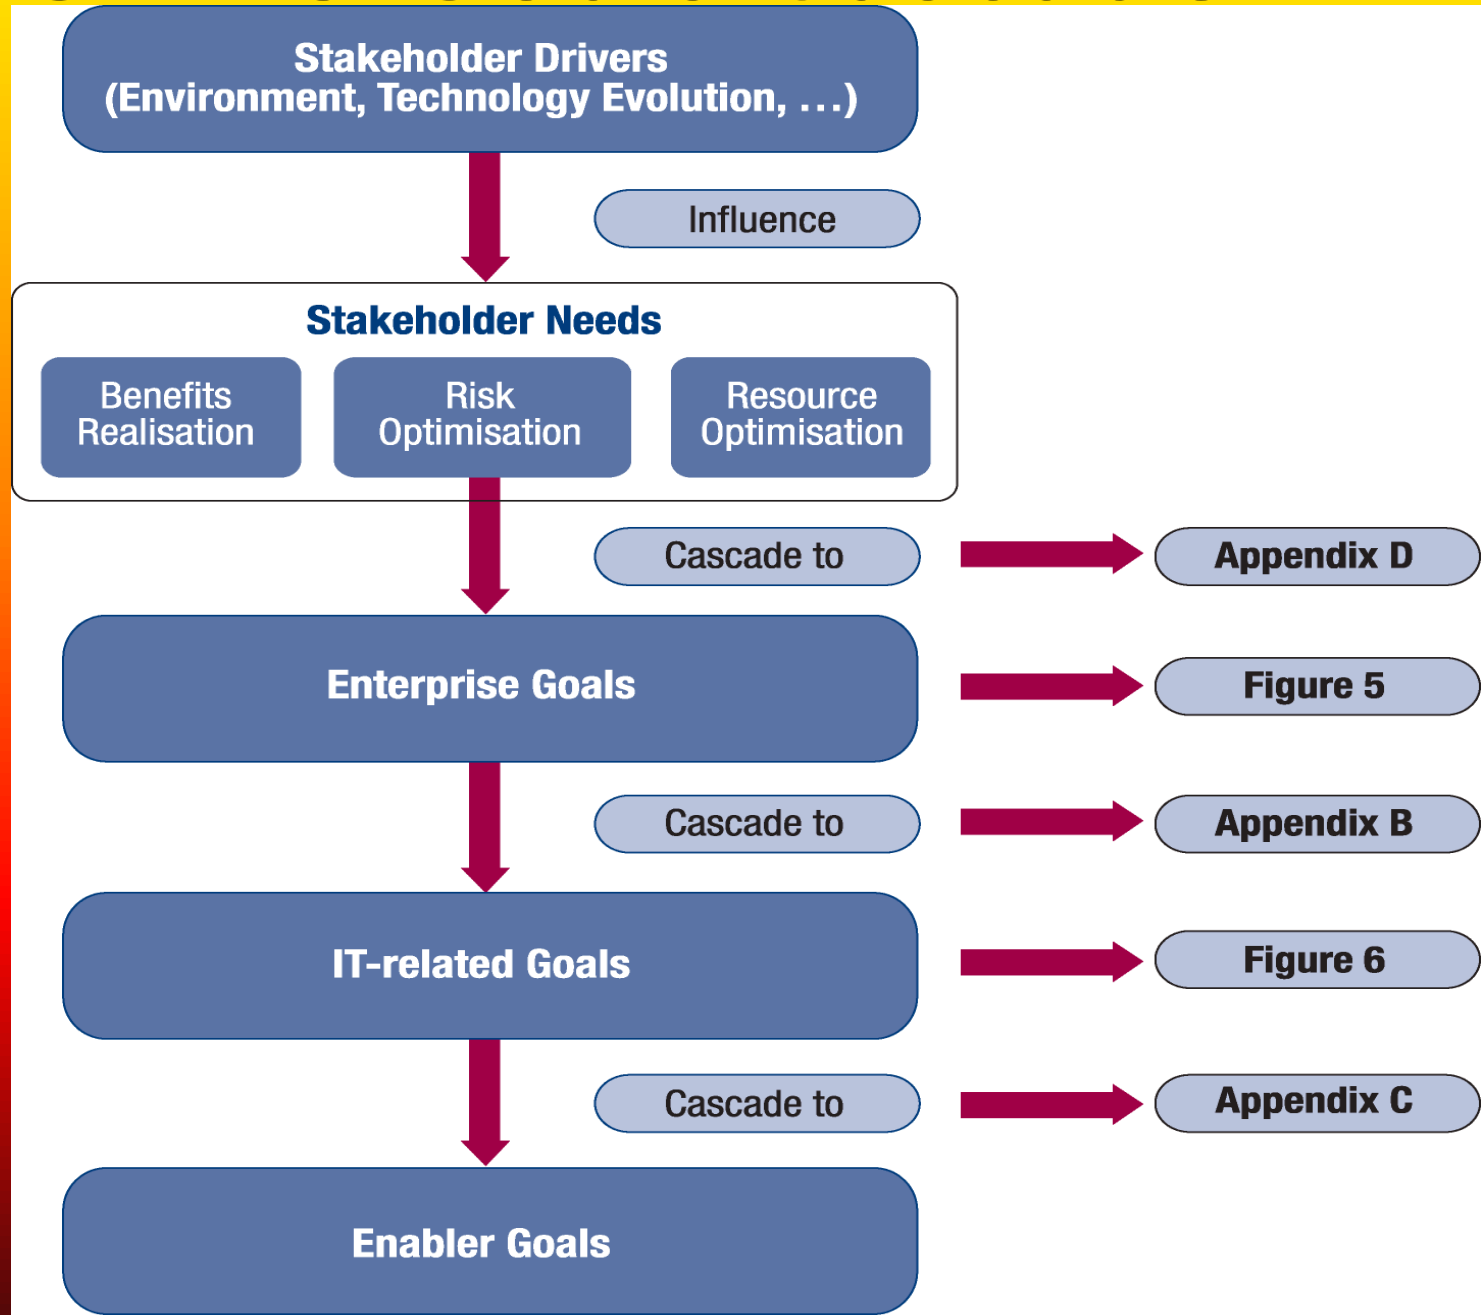 Stakeholder Drivers
(Environment, Technology Evolution, …)
Influence
Stakeholder Needs
Benefits
Realisation
Risk
Optimisation
Resource
Optimisation
Cascade to
Appendix D
Enterprise Goals
Figure 5
Cascade to
Appendix B
IT-related Goals
Figure 6
Cascade to
Appendix C
Enabler Goals